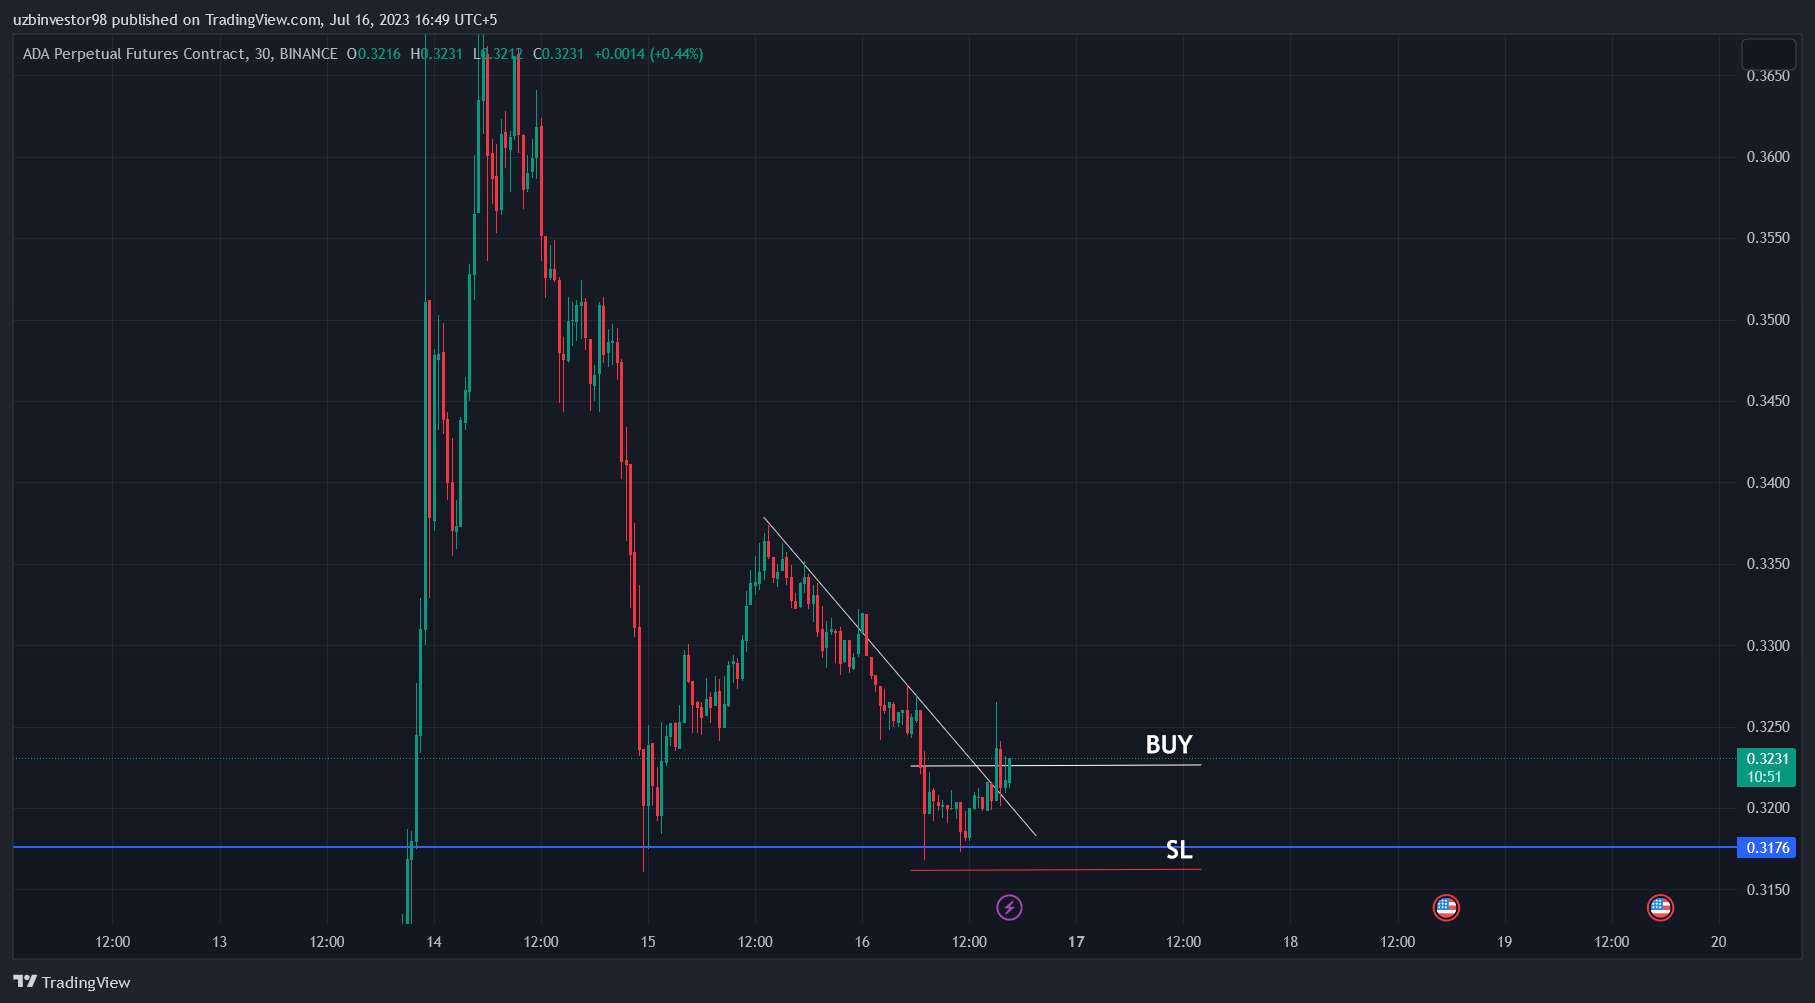 uzbinvestor98 published on TradingView.com, Jul 16, 2023 16:49 UTC+5
ADA Perpetual Futures Contract, 30, BINANCE O0.3216 H0.3231 L0.3212 C0.3231 +0.0014 (+0.44%)
0.3650
0.3600
0.3550
0.3500
0.3450
0.3400
0.3350
0.3300
0.3250
BUY
0.3231
10:51
0.3200
SL
0.3176
0.3150
12:00 13 12:00 14 12:00 15 12:00 16 12:00 17 12:00 18 12:00 19 12:00 20
TradingView